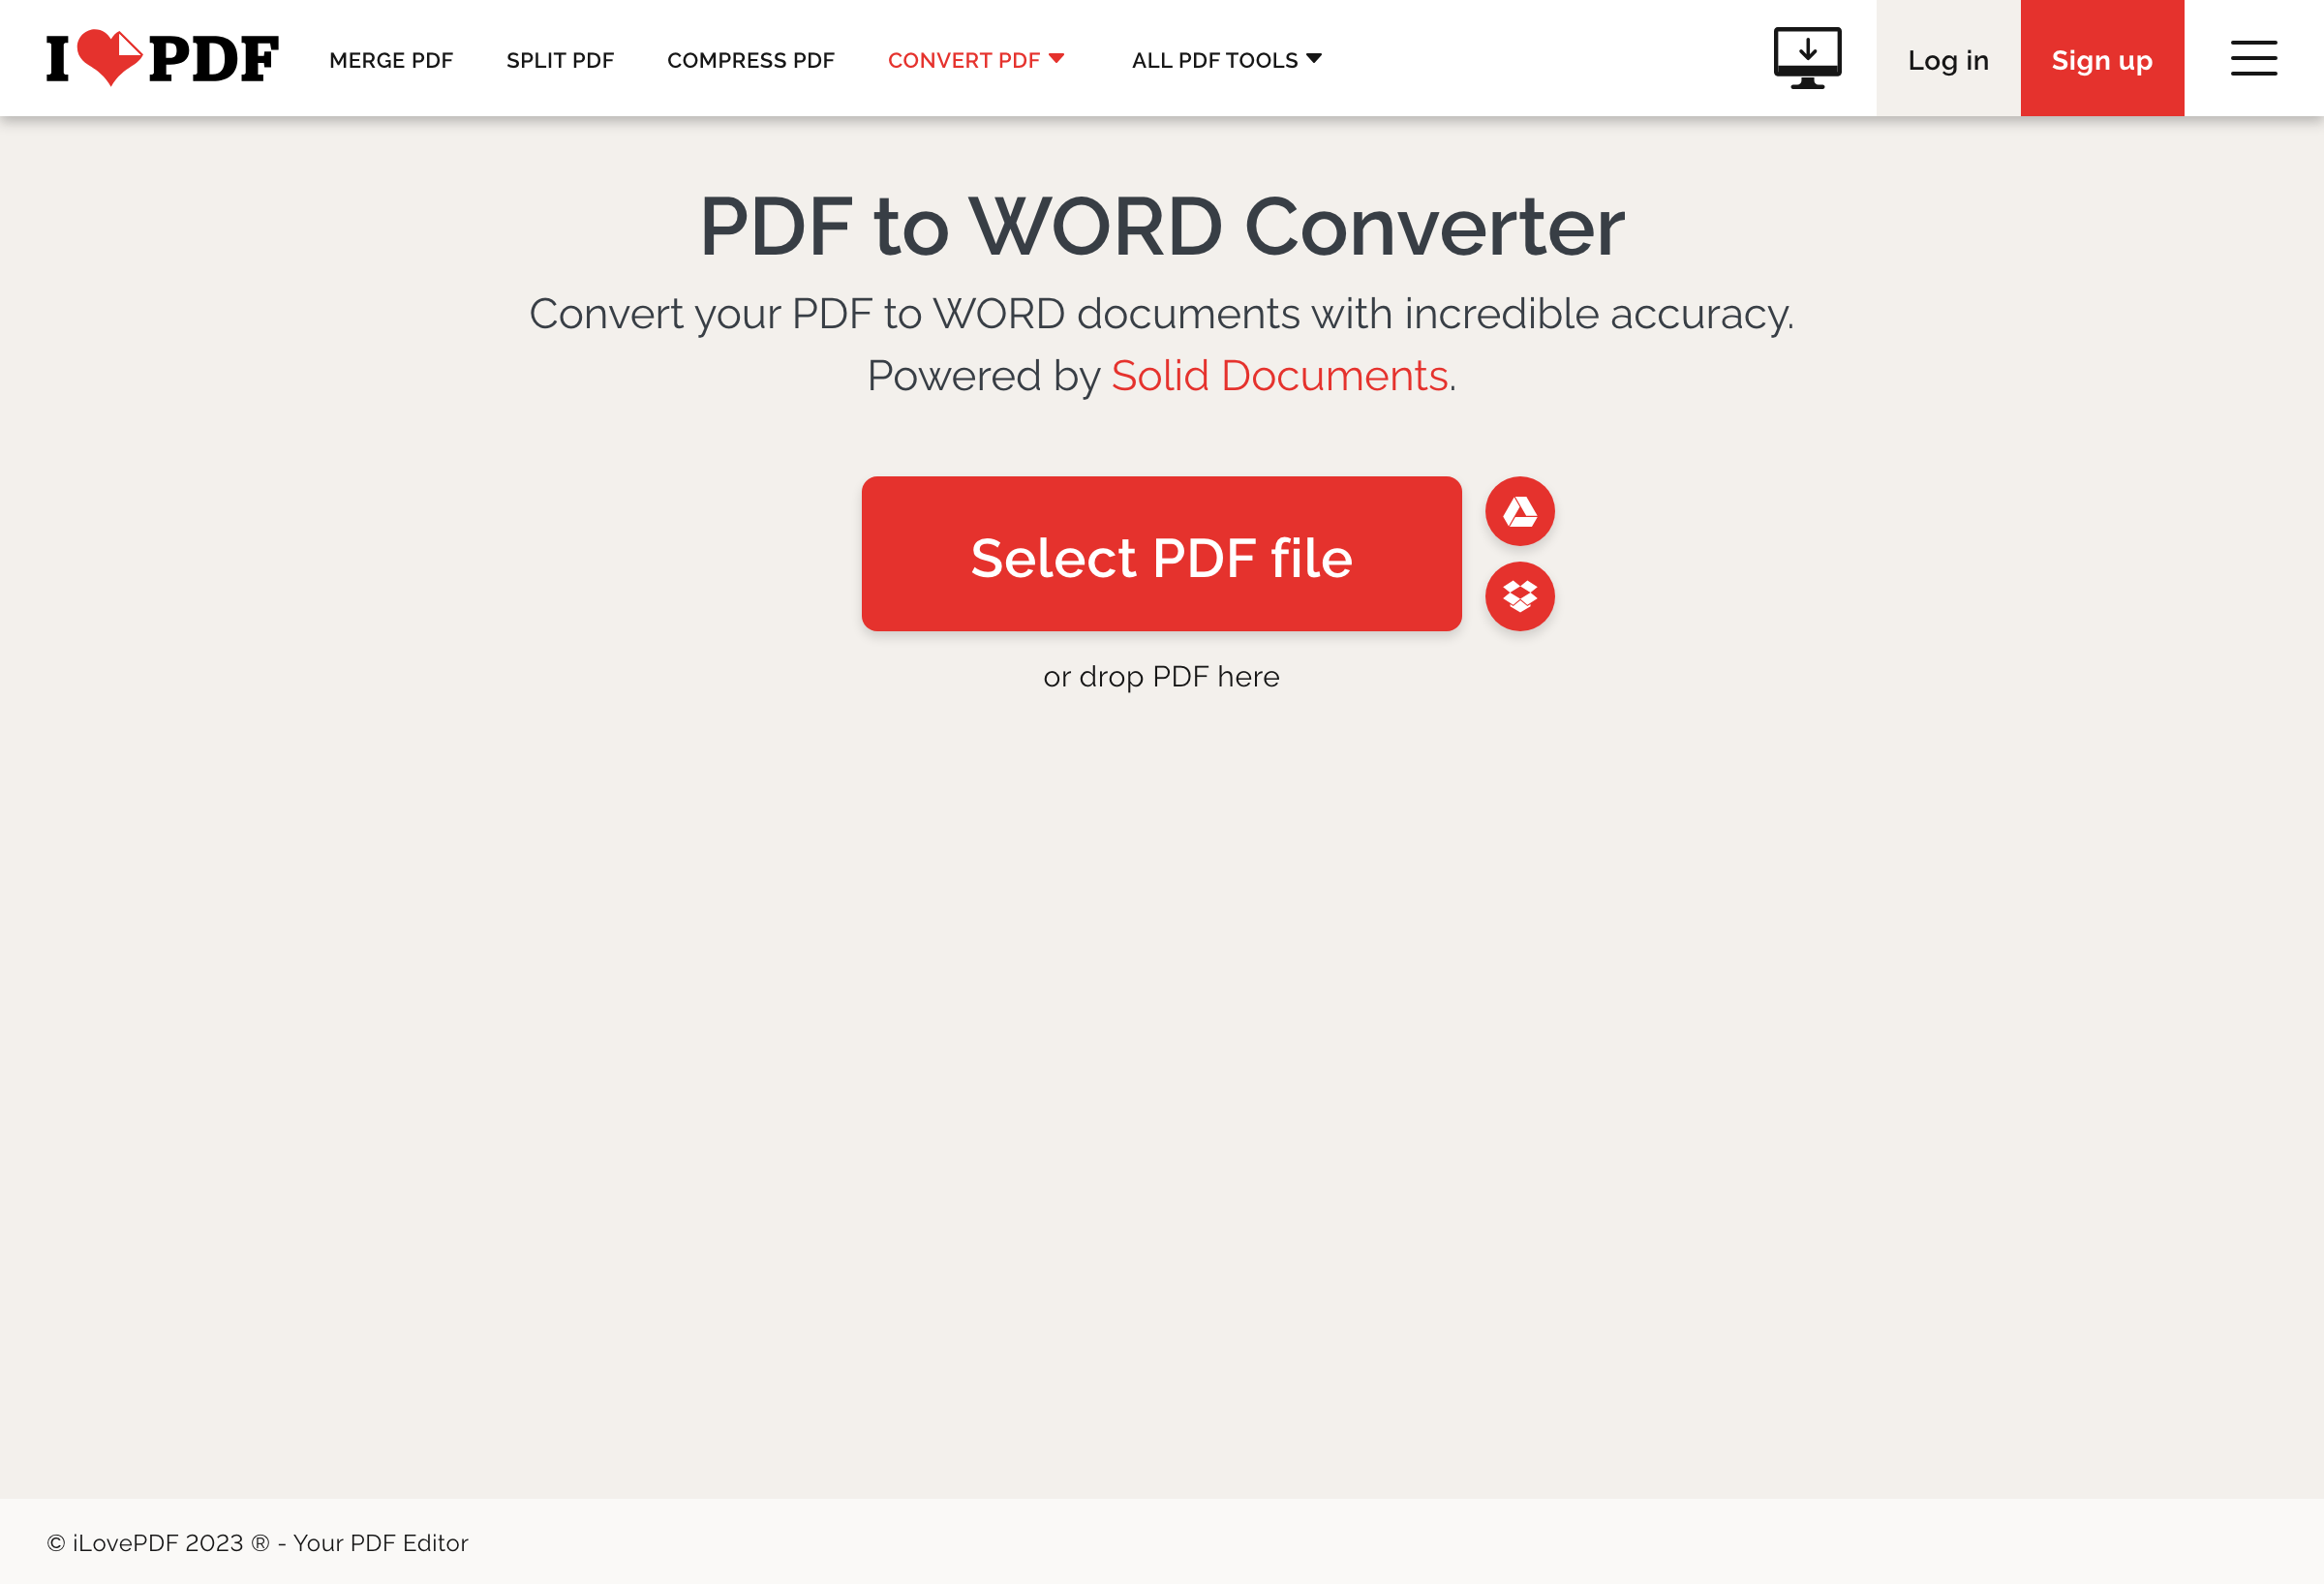 I PDF
MERGE PDF
SPLIT PDF
COMPRESS PDF
CONVERT PDF
ALL PDF TOOLS
Log in
Sign up
PDF to WORD Converter
Convert your PDF to WORD documents with incredible accuracy.
Powered by Solid Documents.
Select PDF file
or drop PDF here
© iLovePDF 2023 ® - Your PDF Editor